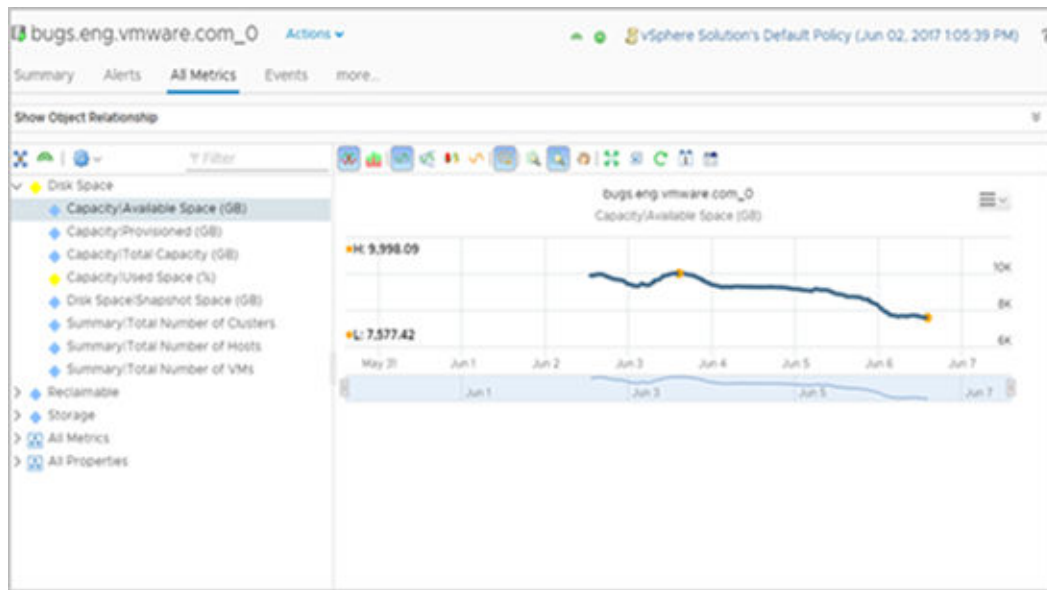 bugs.eng.vmware.com_0 Actions vSphere Solution's Default Policy (Jun 02, 2017 1:05:39 PM) ?
Summary Alerts All Metrics Events more...
Show Object Relationship
Filter
Disk Space
Capacity|Available Space (GB)
Capacity|Provisioned (GB)
Capacity|Total Capacity (GB)
Capacity|Used Space (%)
Disk Space|Snapshot Space (GB)
Summary|Total Number of Clusters
Summary|Total Number of Hosts
Summary|Total Number of VMs
Reclaimable
Storage
All Metrics
All Properties
bugs.eng.vmware.com_0
Capacity|Available Space (GB)
H: 9,998.09
10K
8K
L: 7,577.42
6K
May 31 Jun 1 Jun 2 Jun 3 Jun 4 Jun 5 Jun 6 Jun 7
Jun 1 Jun 3 Jun 5 Jun 7